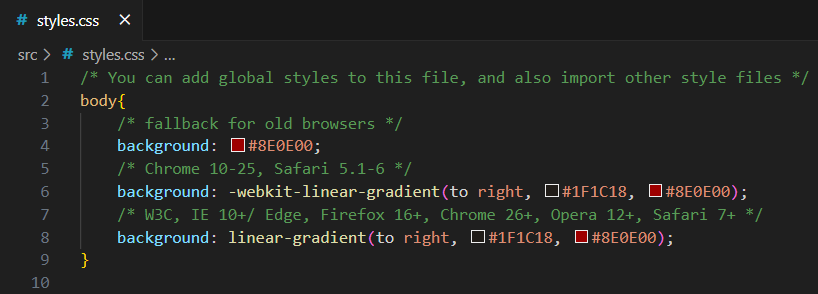 # styles.css ×
src > # styles.css > ...
1 /* You can add global styles to this file, and also import other style files */
2 body{
3 /* fallback for old browsers */
4 background: #8E0E00;
5 /* Chrome 10-25, Safari 5.1-6 */
6 background: -webkit-linear-gradient(to right, #1F1C18, #8E0E00);
7 /* W3C, IE 10+/ Edge, Firefox 16+, Chrome 26+, Opera 12+, Safari 7+ */
8 background: linear-gradient(to right, #1F1C18, #8E0E00);
9 }
10